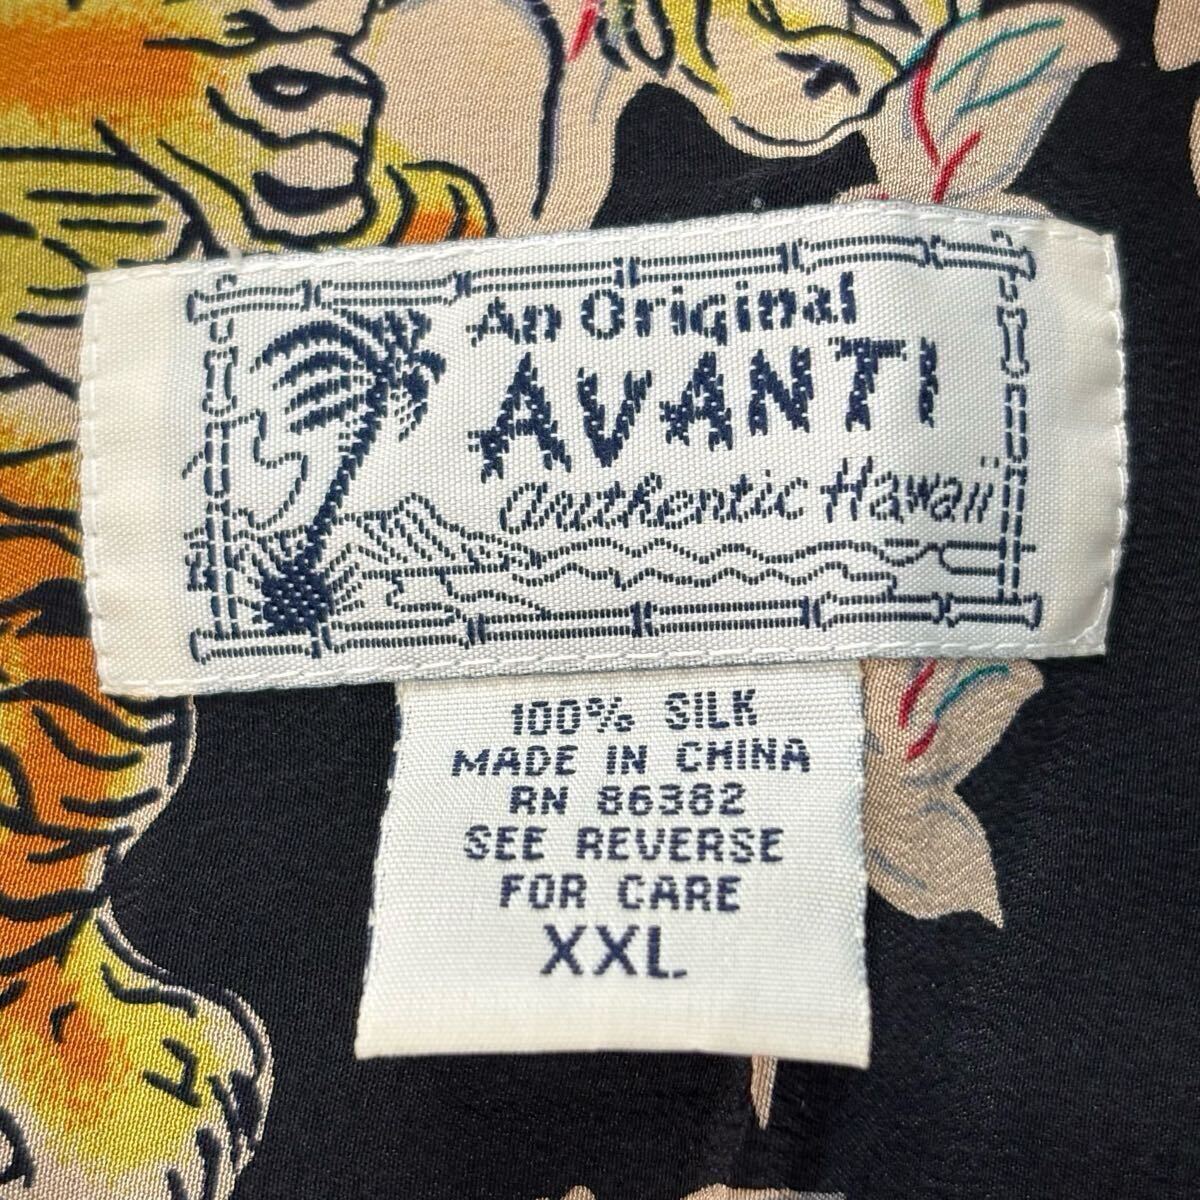 An Original
AVANTI
authentic Hawaii
100% SILK
MADE IN CHINA
RN 86382
SEE REVERSE
FOR CARE
XXL